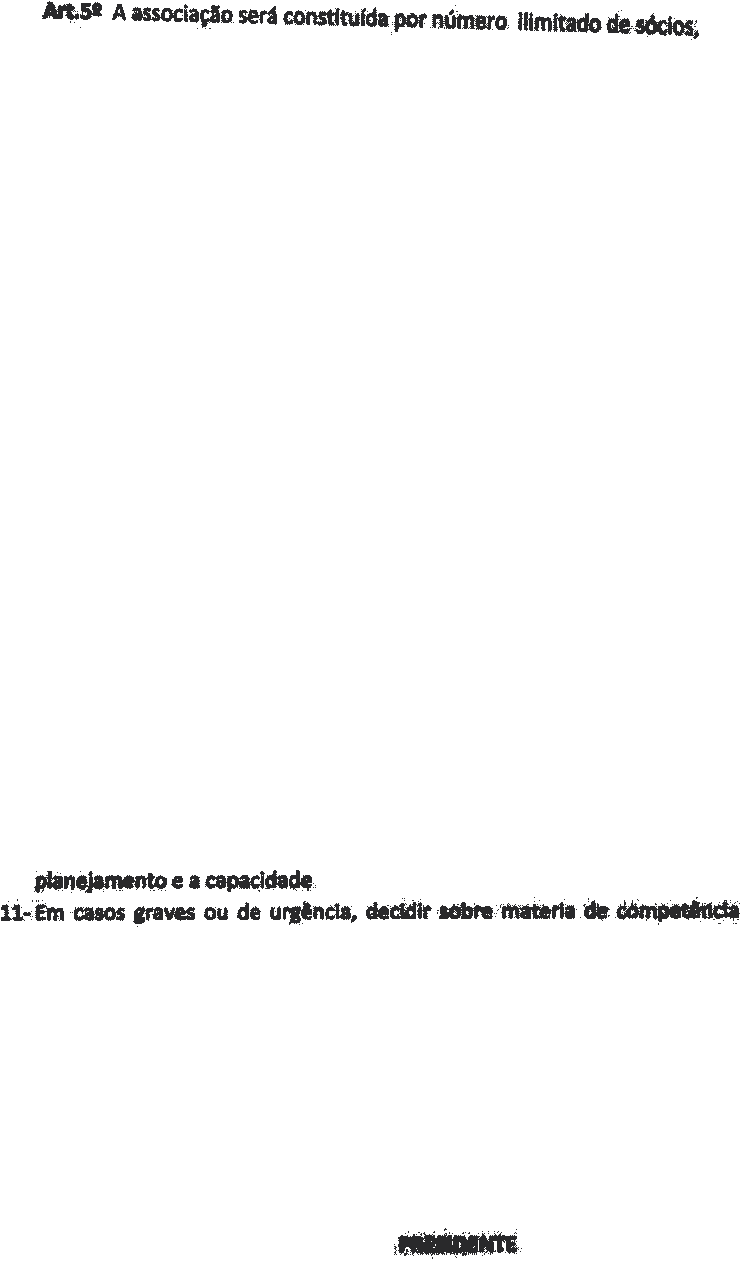 Art.5º A associação será constituída por número ilimitado de sócios,
planejamento e a capacidade
11- Em casos graves ou de urgência, decidir sobre materia de competência
PRESIDENTE